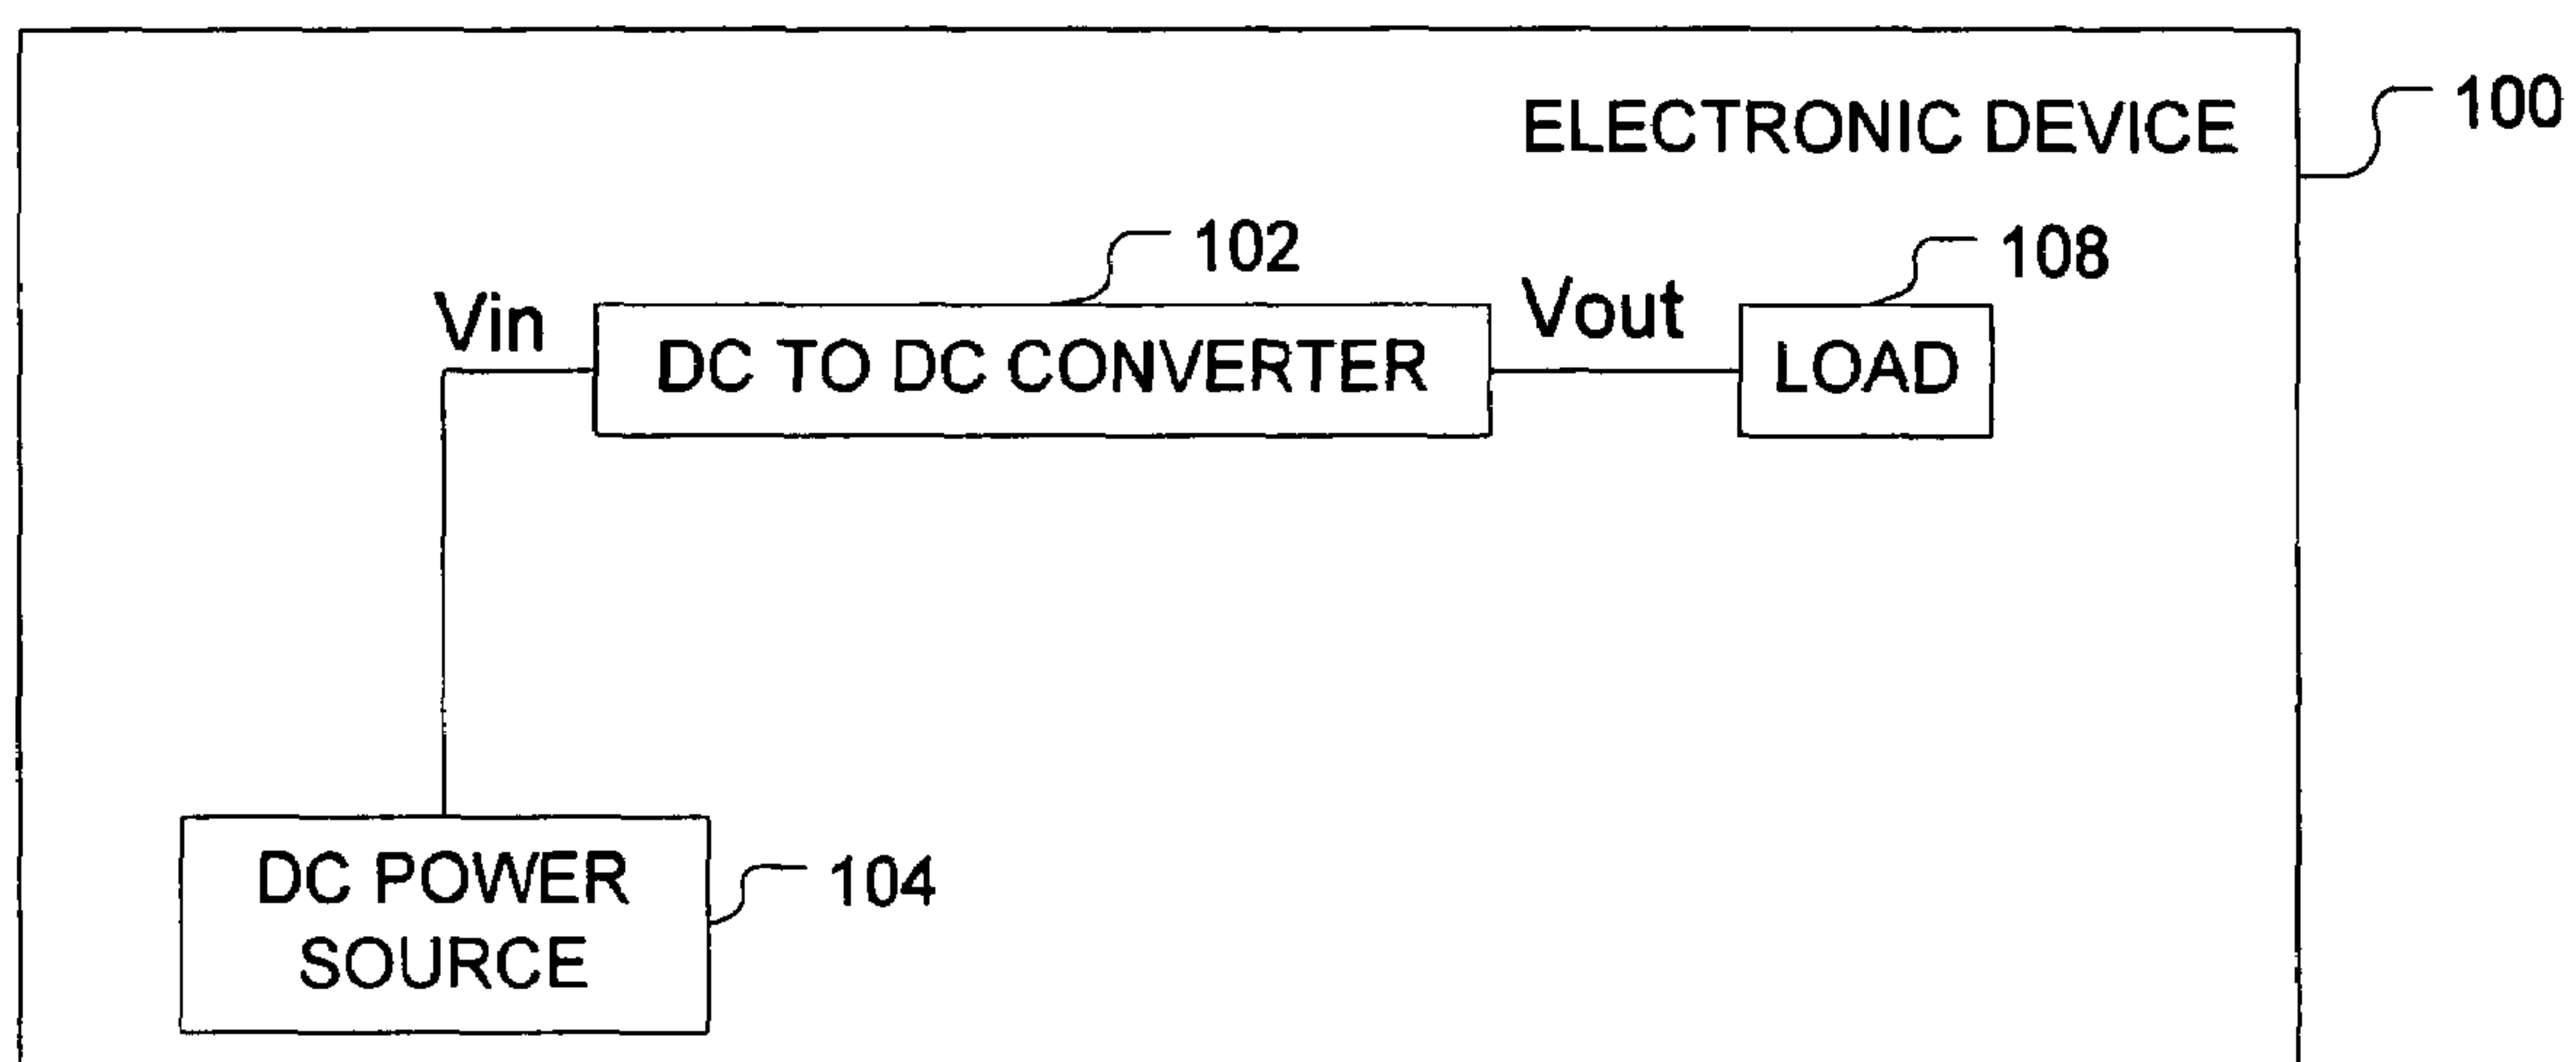 ELECTRONIC DEVICE
100
102
108
Vin
Vout
DC TO DC CONVERTER
LOAD
DC POWER
SOURCE
104